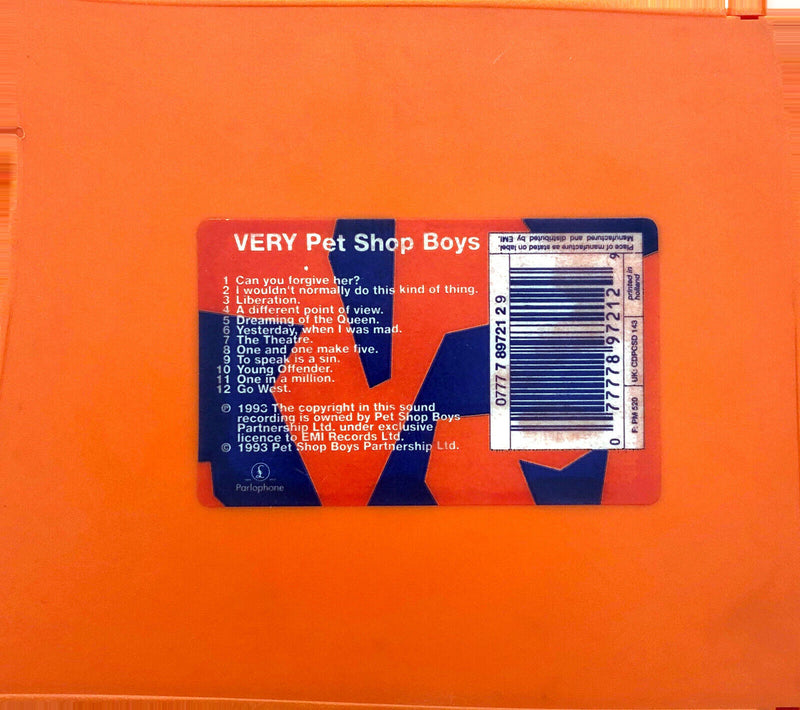 VERY Pet Shop Boys
1 Can you forgive her?
2 I wouldn't normally do this kind of thing.
3 Liberation.
4 A different point of view.
5 Dreaming of the Queen.
6 Yesterday, when I was mad.
7 The Theatre.
8 One and one make five.
9 To speak is a sin.
10 Young Offender.
11 One in a million.
12 Go West.
℗ 1993 The copyright in this sound
recording is owned by Pet Shop Boys
Partnership Ltd. under exclusive
licence to EMI Records Ltd.
© 1993 Pet Shop Boys Partnership Ltd.
Parlophone
Manufactured and distributed by EMI.
Place of manufacture as stated on label.
0777 7 89721 2 9
0 77778 97212 9
printed in
holland
UK: CDPCSD 143
F: PM 520